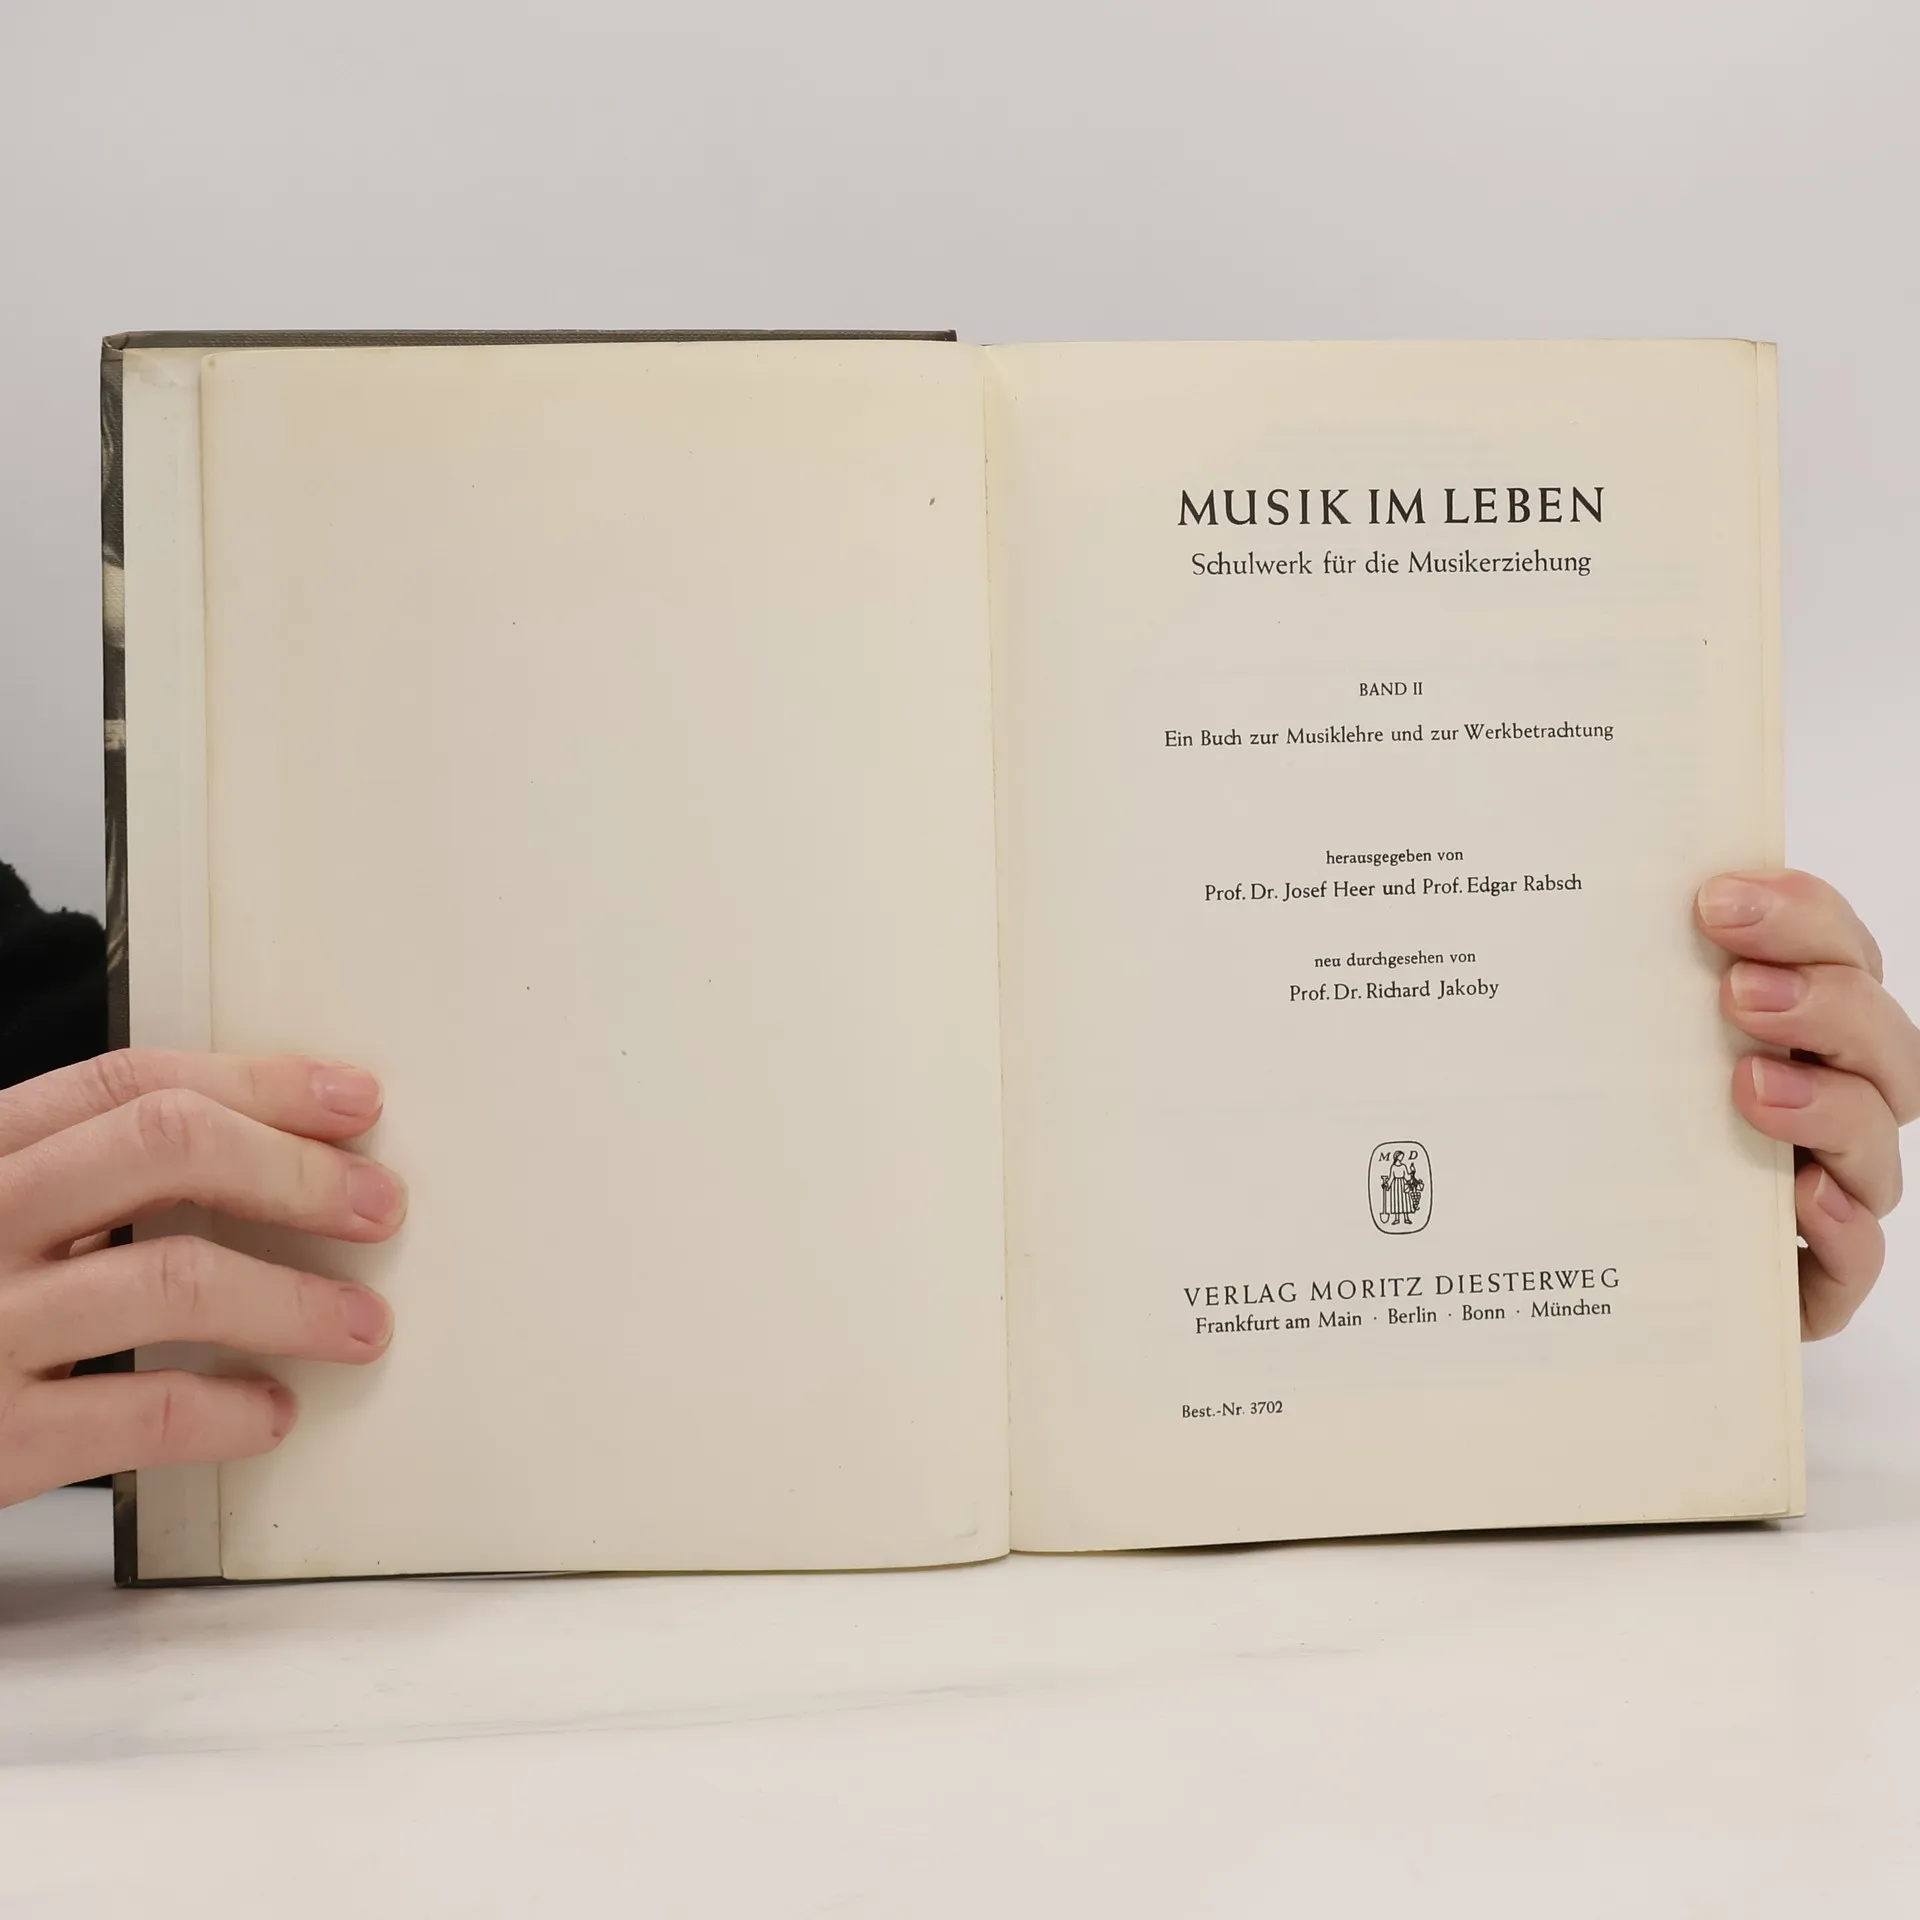 MUSIK IM LEBEN
Schulwerk für die Musikerziehung
BAND II
Ein Buch zur Musiklehre und zur Werkbetrachtung
herausgegeben von
Prof. Dr. Josef Heer und Prof. Edgar Rabsch
neu durchgesehen von
Prof. Dr. Richard Jakoby
M D
VERLAG MORITZ DIESTERWEG
Frankfurt am Main · Berlin · Bonn · München
Best.-Nr. 3702